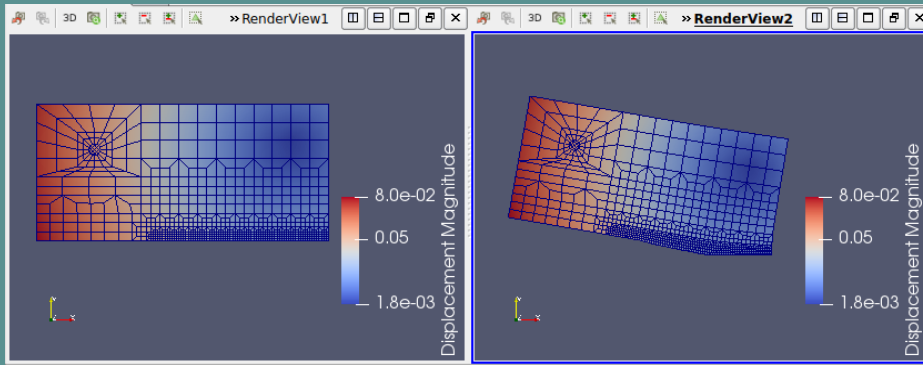 3D
» RenderView1
3D
» RenderView2
8.0e-02
0.05
1.8e-03
Displacement Magnitude
Y
X
8.0e-02
0.05
1.8e-03
Displacement Magnitude
Y
X